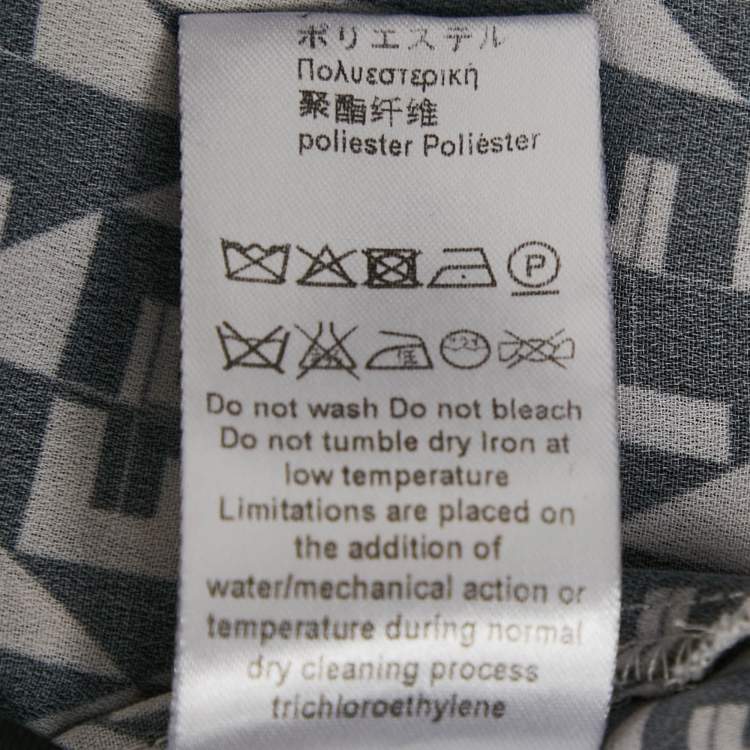 ポリエステル
Πολυεστερική
聚酯纤维
poliester Poliéster
P
低
Do not wash Do not bleach
Do not tumble dry Iron at
low temperature
Limitations are placed on
the addition of
water/mechanical action or
temperature during normal
dry cleaning process
trichloroethylene